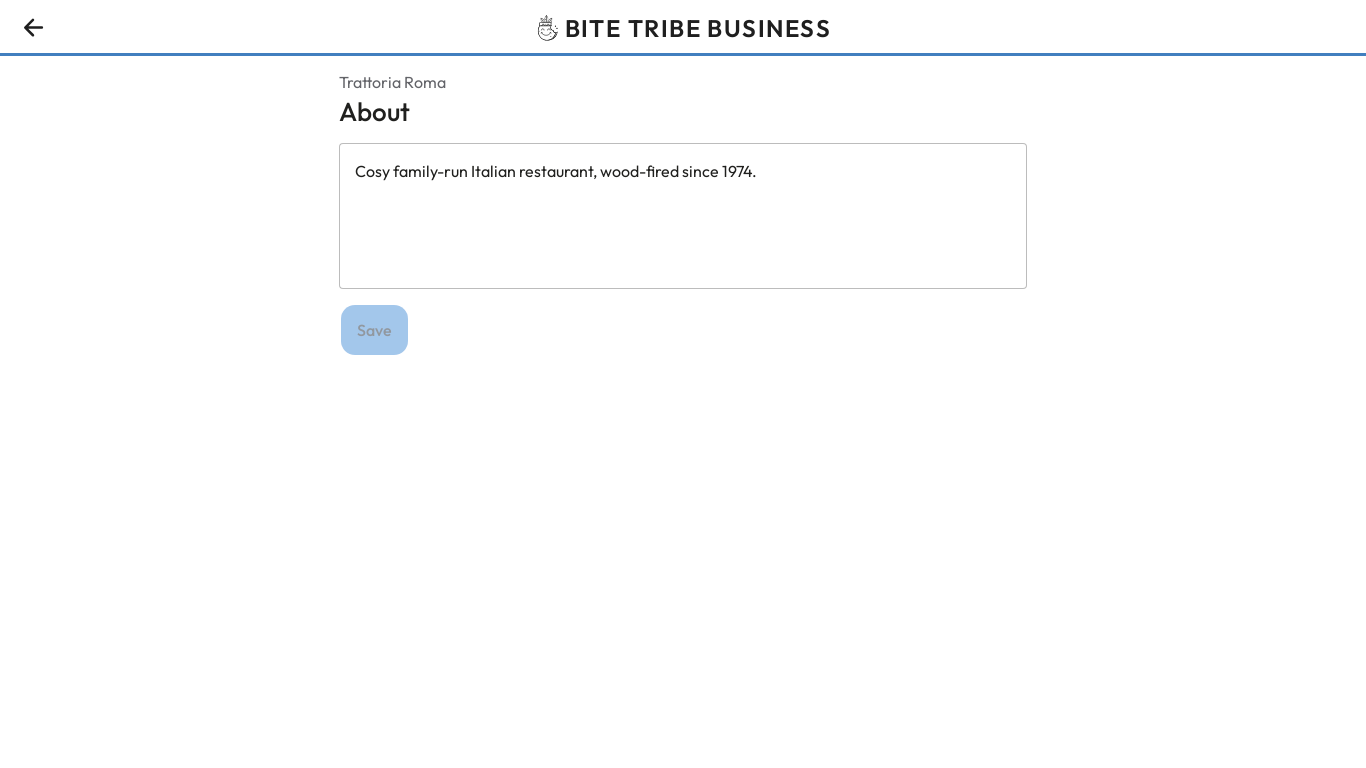 BITE TRIBE BUSINESS
Trattoria Roma
About
Cosy family-run Italian restaurant, wood-fired since 1974.
Save